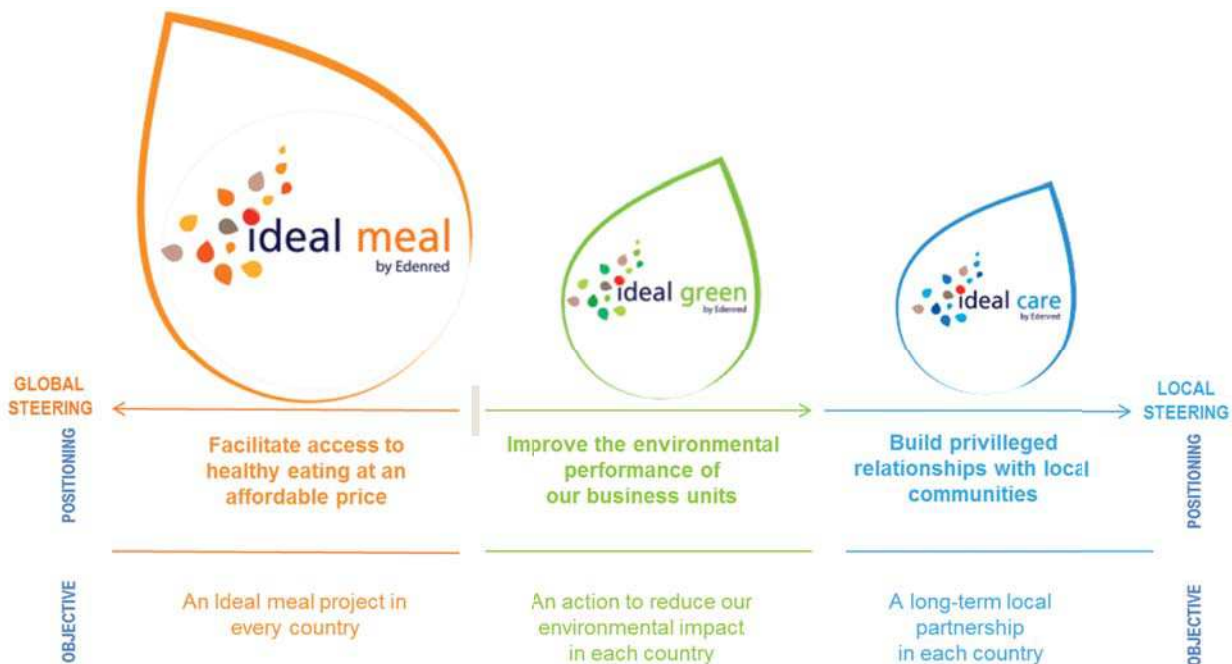 ideal meal
by Edenred
ideal green
by Edenred
ideal care
by Edenred
GLOBAL
STEERING
LOCAL
STEERING
POSITIONING
Facilitate access to
healthy eating at an
affordable price
Improve the environmental
performance of
our business units
Build privilleged
relationships with local
communities
POSITIONING
OBJECTIVE
An Ideal meal project in
every country
An action to reduce our
environmental impact
in each country
A long-term local
partnership
in each country
OBJECTIVE